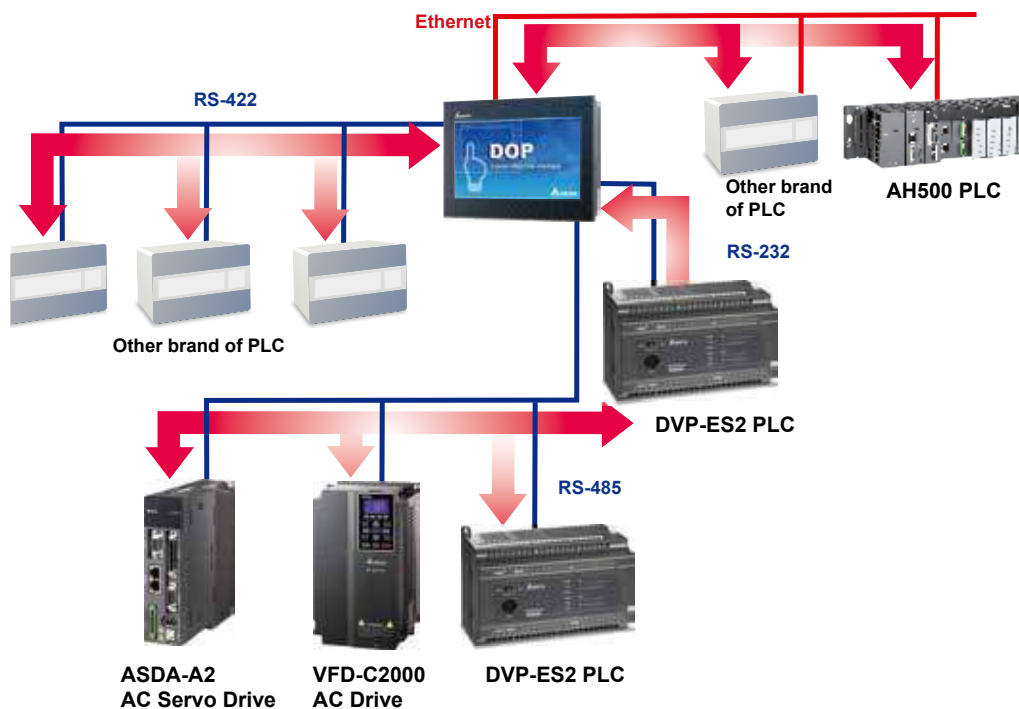 Ethernet
RS-422
DOP
Other brand
of PLC
AH500 PLC
RS-232
Other brand of PLC
DVP-ES2 PLC
RS-485
ASDA-A2
AC Servo Drive
VFD-C2000
AC Drive
DVP-ES2 PLC